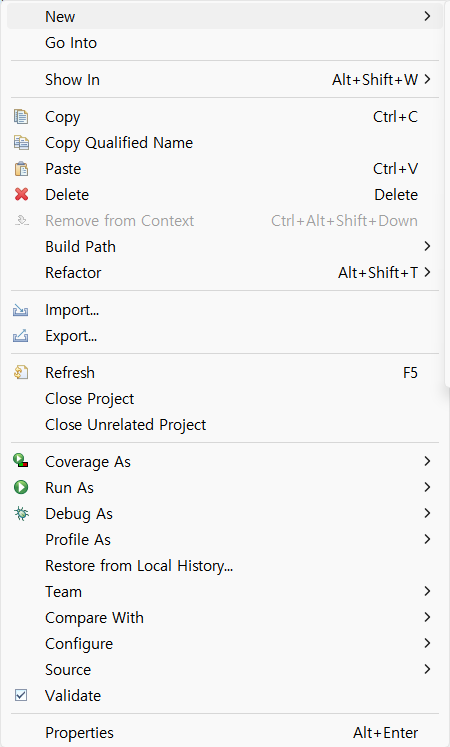 New
Go Into
Show In Alt+Shift+W
Copy Ctrl+C
Copy Qualified Name
Paste Ctrl+V
Delete Delete
Remove from Context Ctrl+Alt+Shift+Down
Build Path
Refactor Alt+Shift+T
Import...
Export...
Refresh F5
Close Project
Close Unrelated Project
Coverage As
Run As
Debug As
Profile As
Restore from Local History...
Team
Compare With
Configure
Source
Validate
Properties Alt+Enter